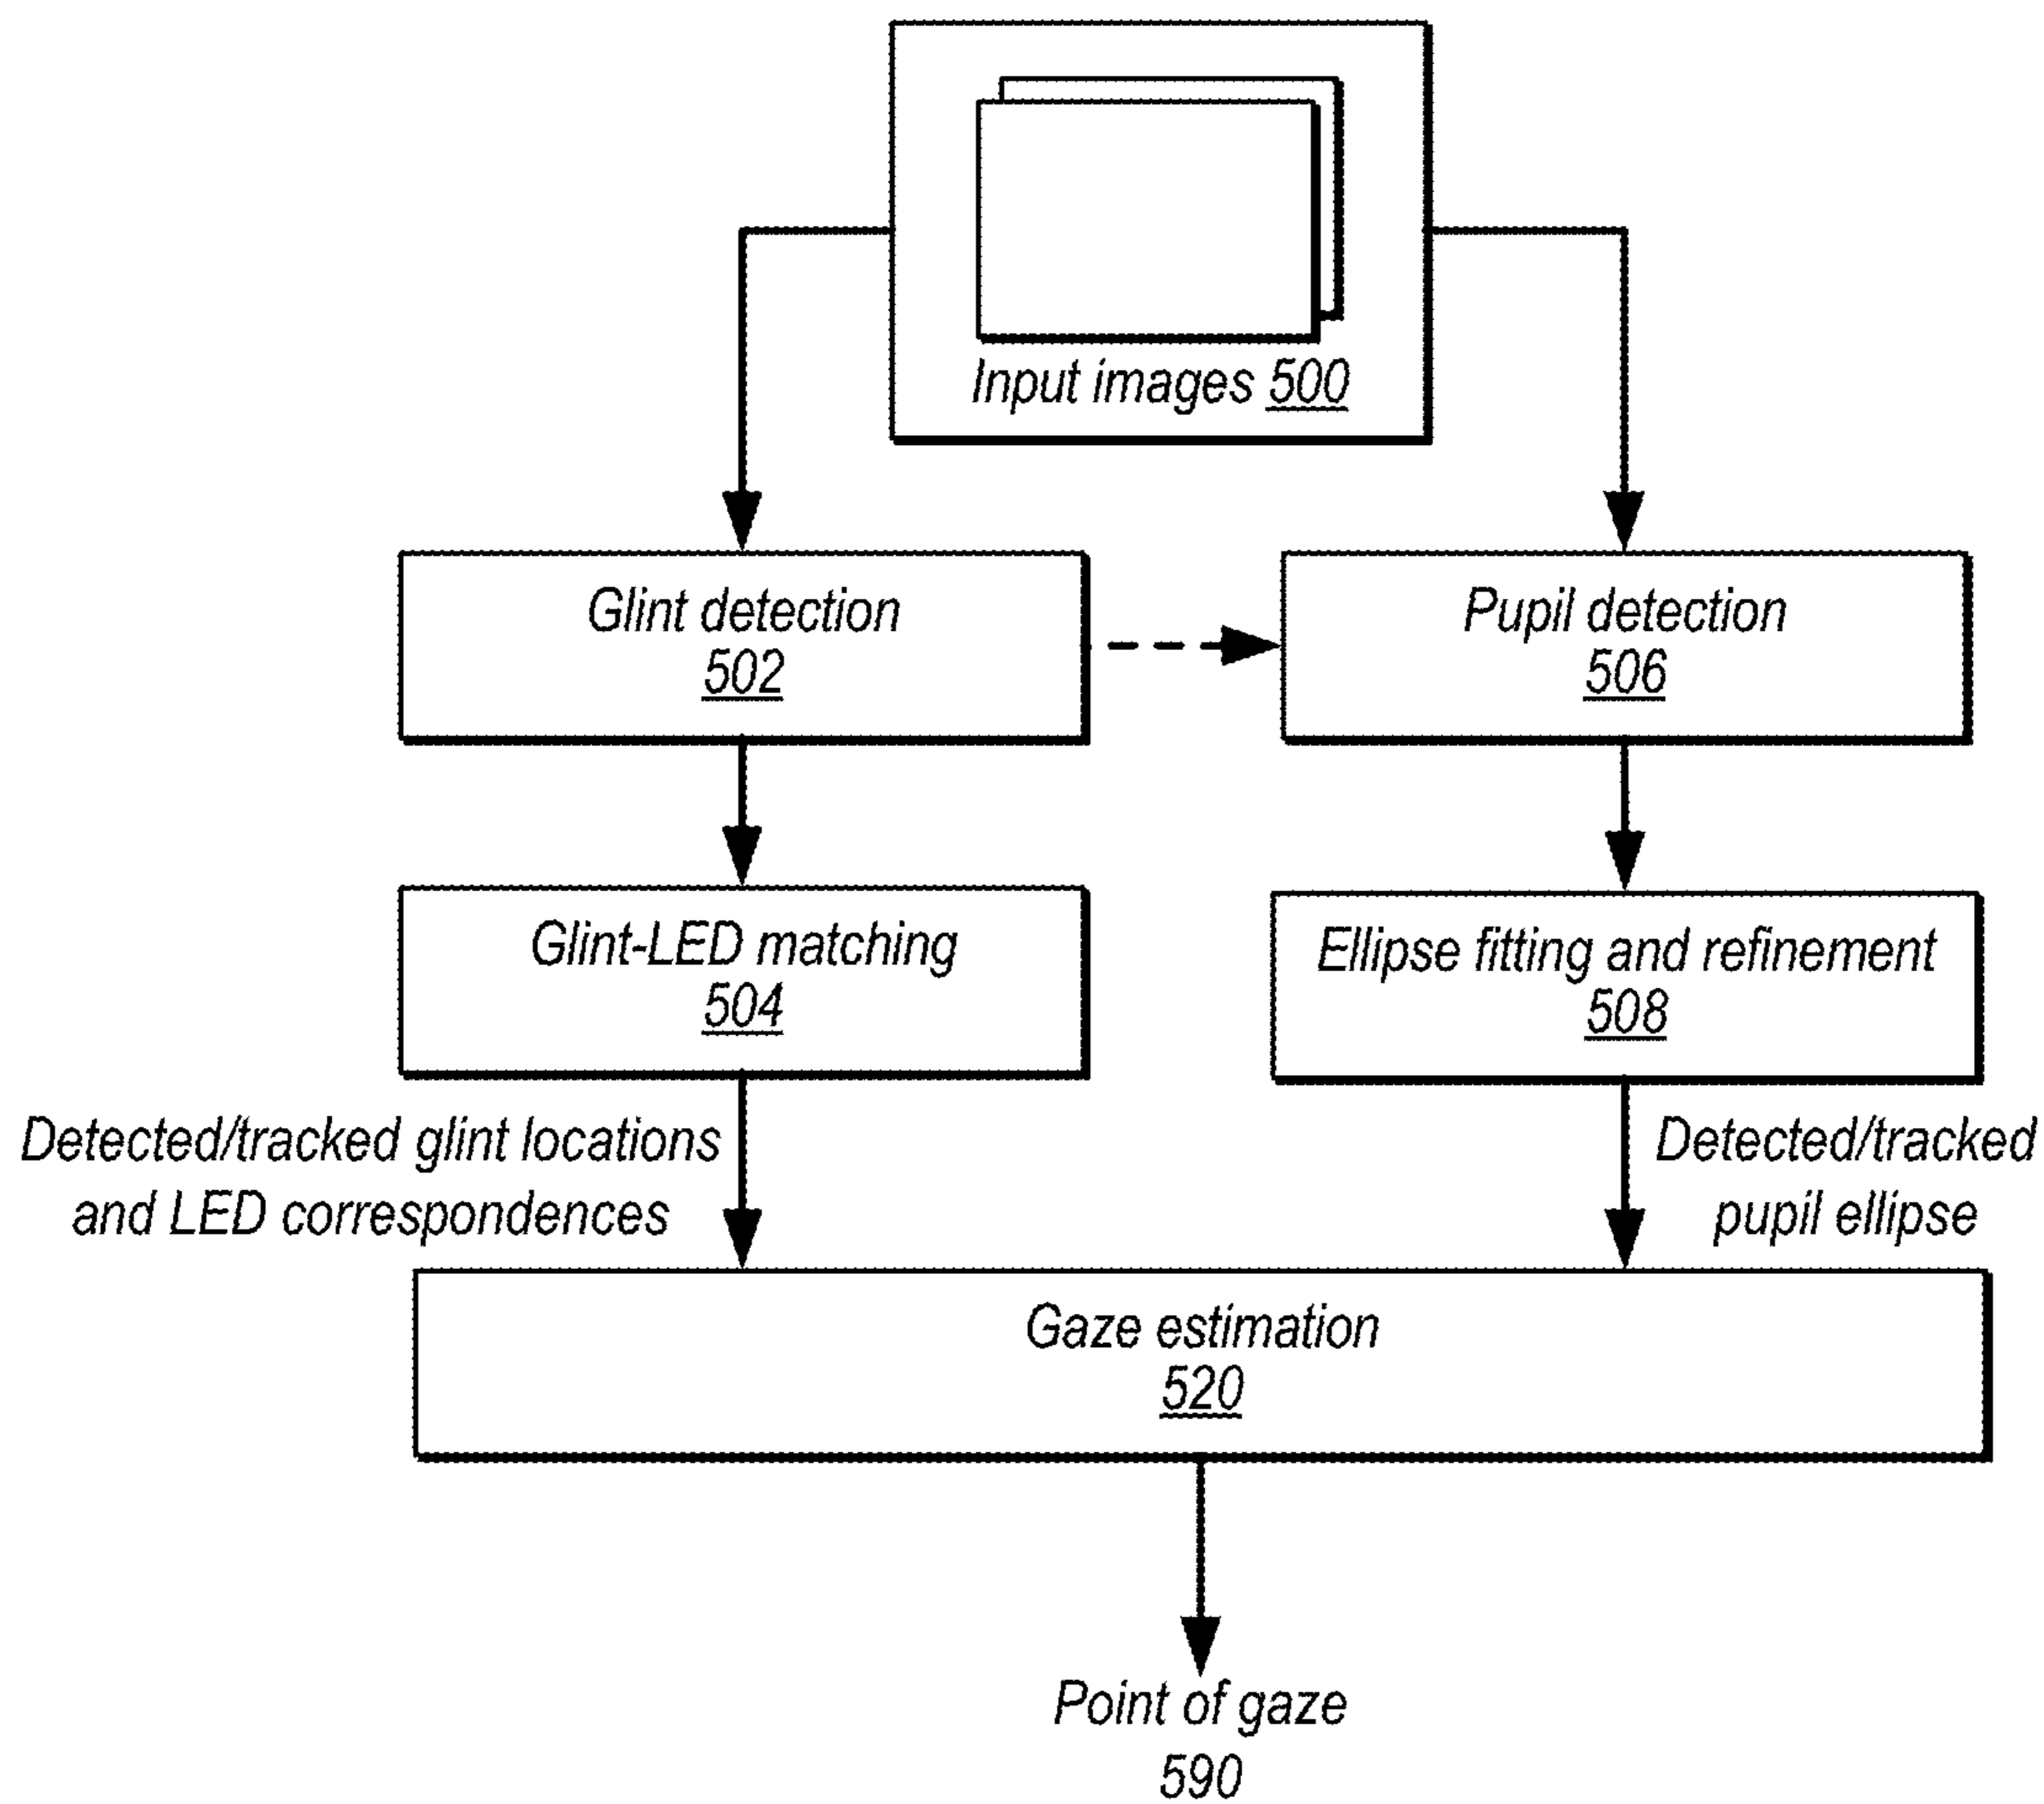 Input images 500
Glint detection
502
Pupil detection
506
Glint-LED matching
504
Ellipse fitting and refinement
508
Detected/tracked glint locations
and LED correspondences
Detected/tracked
pupil ellipse
Gaze estimation
520
Point of gaze
590